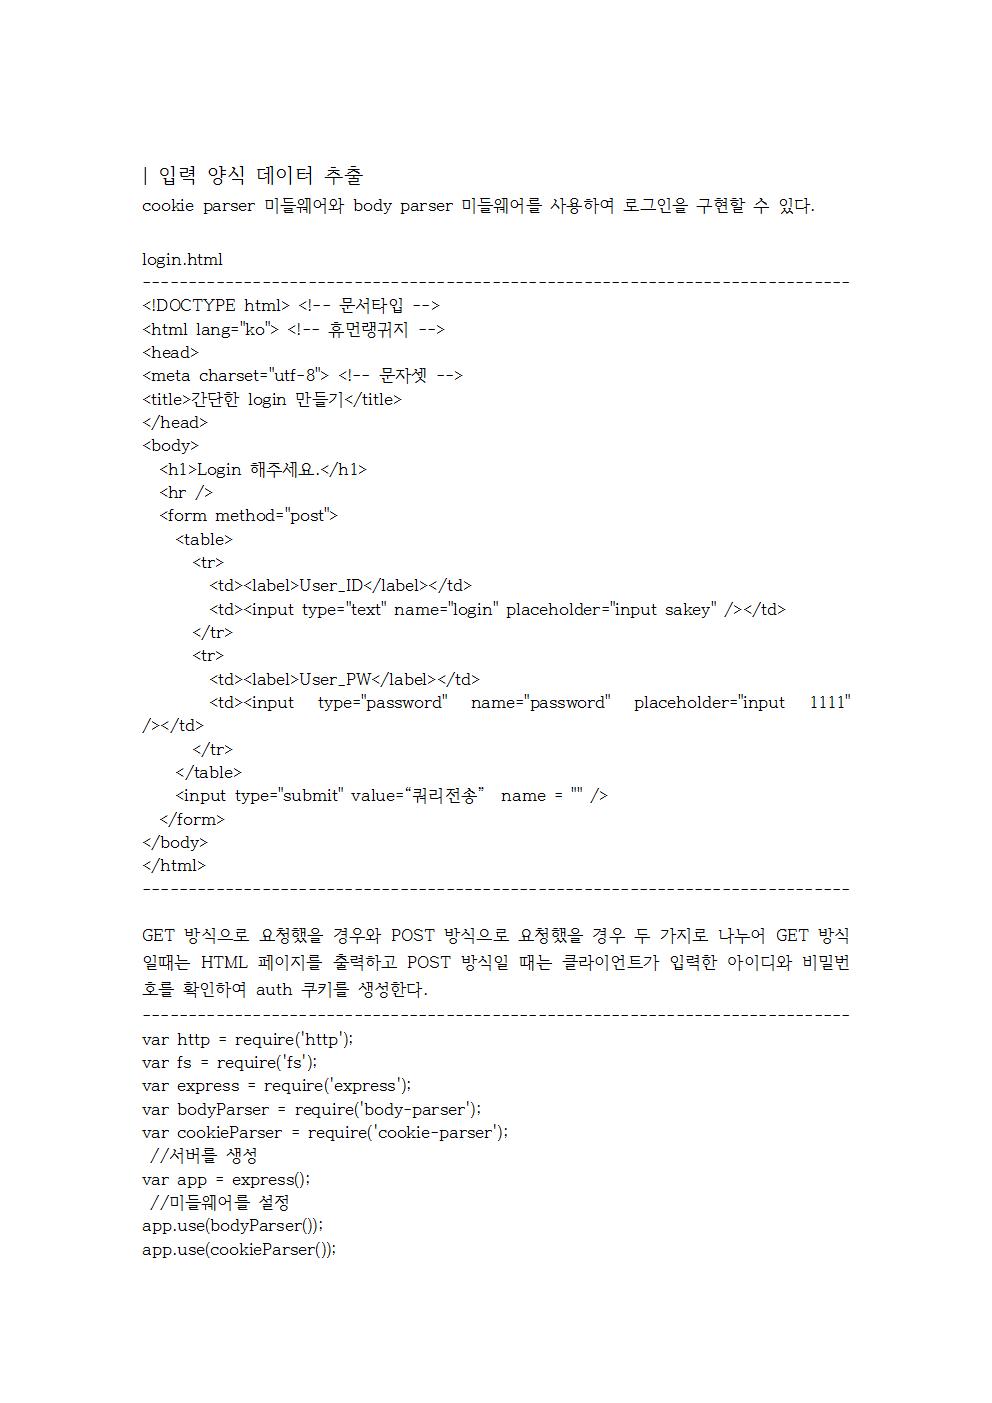 | 입력 양식 데이터 추출
cookie parser 미들웨어와 body parser 미들웨어를 사용하여 로그인을 구현할 수 있다.
login.html
-----------------------------------------------------------------------------
<!DOCTYPE html> <!-- 문서타입 -->
<html lang="ko"> <!-- 휴먼랭귀지 -->
<head>
<meta charset="utf-8"> <!-- 문자셋 -->
<title>간단한 login 만들기</title>
</head>
<body>
  <h1>Login 해주세요.</h1>
  <hr />
  <form method="post">
    <table>
      <tr>
        <td><label>User_ID</label></td>
        <td><input type="text" name="login" placeholder="input sakey" /></td>
      </tr>
      <tr>
        <td><label>User_PW</label></td>
        <td><input type="password" name="password" placeholder="input 1111"
/></td>
      </tr>
    </table>
    <input type="submit" value=“쿼리전송” name = "" />
  </form>
</body>
</html>
-----------------------------------------------------------------------------
GET 방식으로 요청했을 경우와 POST 방식으로 요청했을 경우 두 가지로 나누어 GET 방식
일때는 HTML 페이지를 출력하고 POST 방식일 때는 클라이언트가 입력한 아이디와 비밀번
호를 확인하여 auth 쿠키를 생성한다.
-----------------------------------------------------------------------------
var http = require('http');
var fs = require('fs');
var express = require('express');
var bodyParser = require('body-parser');
var cookieParser = require('cookie-parser');
 //서버를 생성
var app = express();
 //미들웨어를 설정
app.use(bodyParser());
app.use(cookieParser());